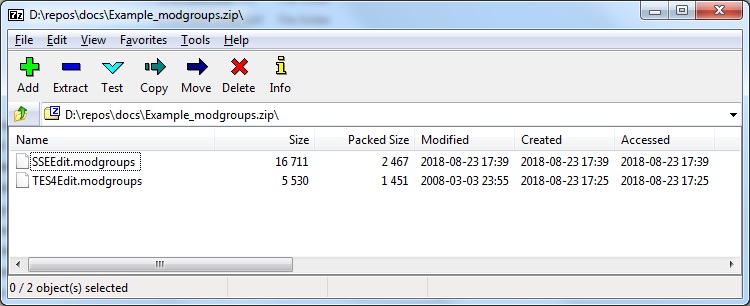 7z D:\repos\docs\Example_modgroups.zip\
File Edit View Favorites Tools Help
Add Extract Test Copy Move Delete Info
D:\repos\docs\Example_modgroups.zip\
Name Size Packed Size Modified Created Accessed
SSEEdit.modgroups 16 711 2 467 2018-08-23 17:39 2018-08-23 17:39 2018-08-23 17:39
TES4Edit.modgroups 5 530 1 451 2008-03-03 23:55 2018-08-23 17:25 2018-08-23 17:25
0 / 2 object(s) selected